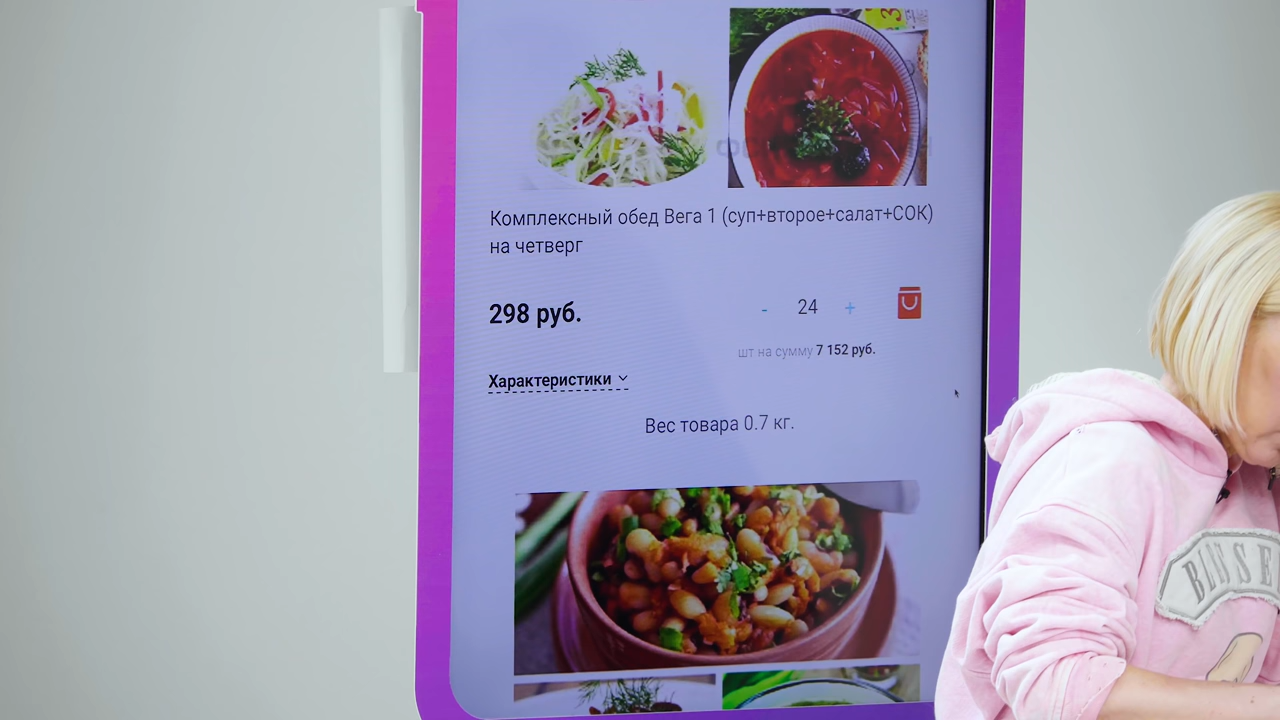 Комплексный обед Вега 1 (суп+второе+салат+СОК)
на четверг
298 руб.
- 24 +
шт на сумму 7 152 руб.
Характеристики
Вес товара 0.7 кг.